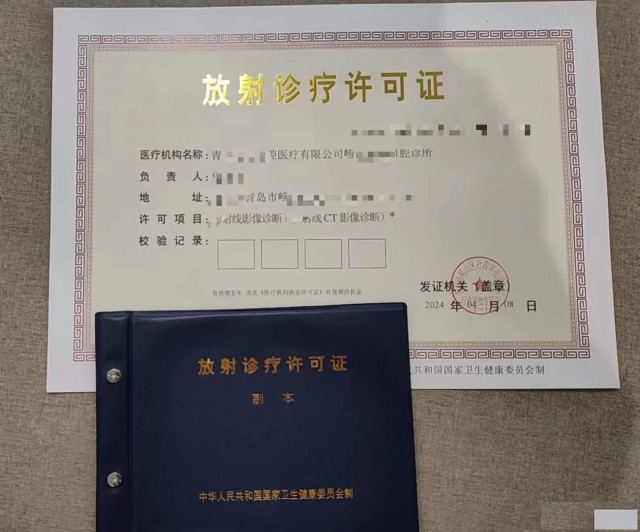 放射诊疗许可证
医疗机构名称：青 腔医疗有限公司崂 腔诊所
负责人：
地址：青岛市崂
许可项目：射线影像诊断（ 射线CT影像诊断）*
校验记录：
发证机关（盖章）
2024 年 04 月 08 日
人民共和国国家卫生健康委员会制
放射诊疗许可证
副本
中华人民共和国国家卫生健康委员会制